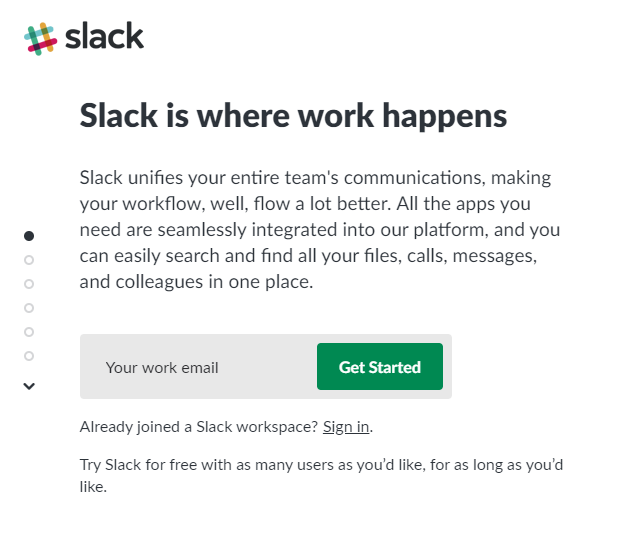 slack
Slack is where work happens
Slack unifies your entire team's communications, making
your workflow, well, flow a lot better. All the apps you
need are seamlessly integrated into our platform, and you
can easily search and find all your files, calls, messages,
and colleagues in one place.
Your work email
Get Started
Already joined a Slack workspace? Sign in.
Try Slack for free with as many users as you’d like, for as long as you’d
like.